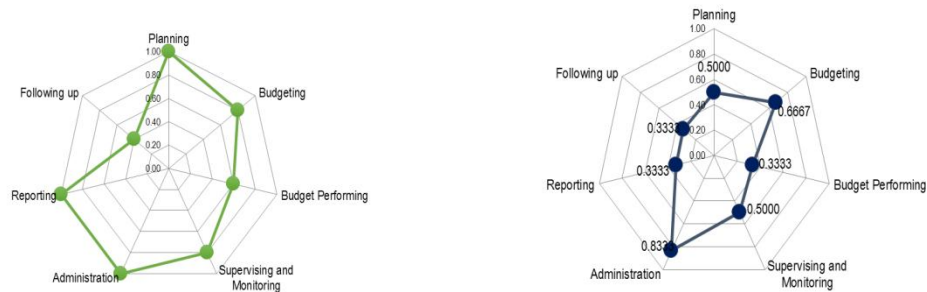 Planning
1.00
0.80
0.60
0.40
0.20
0.00
Budgeting
Budget Performing
Supervising and
Monitoring
Administration
Reporting
Following up
Planning
1.00
0.80
0.60
0.40
0.20
0.00
0.5000
Budgeting
0.6667
0.3333
Budget Performing
0.5000
Supervising and
Monitoring
Administration
Reporting
0.3333
0.3333
Following up